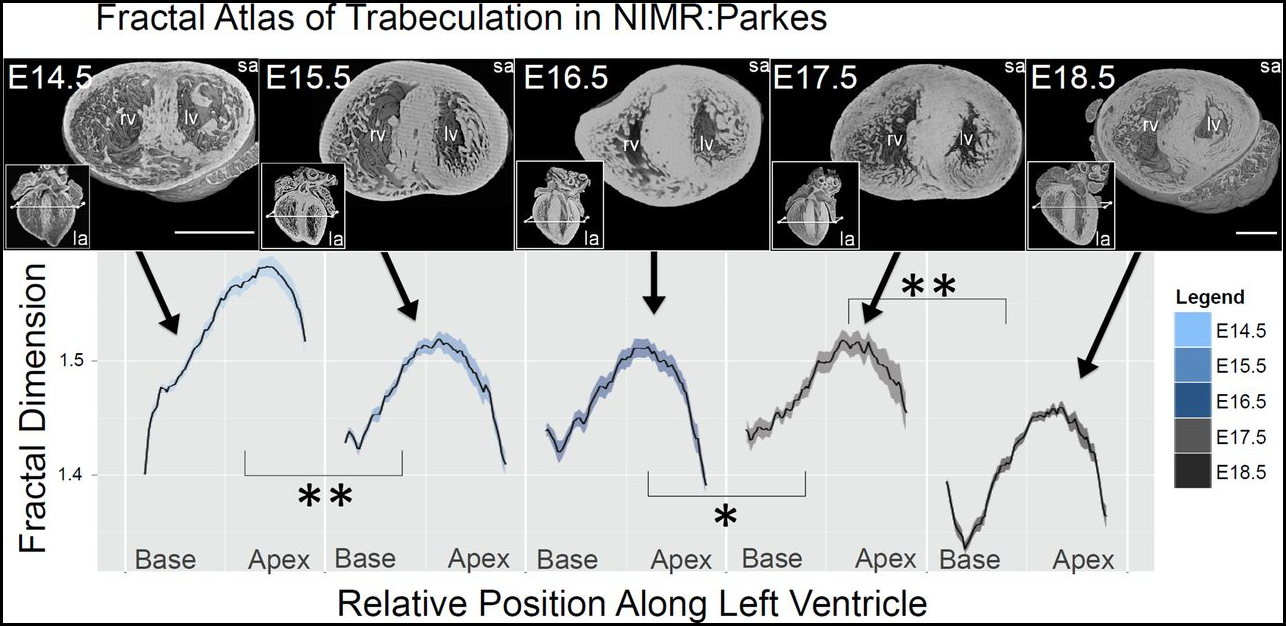 Fractal Atlas of Trabeculation in NIMR:Parkes
E14.5 sa E15.5 sa E16.5 sa E17.5 sa E18.5 sa
rv lv rv lv rv lv rv lv rv lv
la la la la la
Fractal Dimension
1.5
1.4
**
**
*
Base Apex Base Apex Base Apex Base Apex Base Apex
Relative Position Along Left Ventricle
Legend
E14.5
E15.5
E16.5
E17.5
E18.5